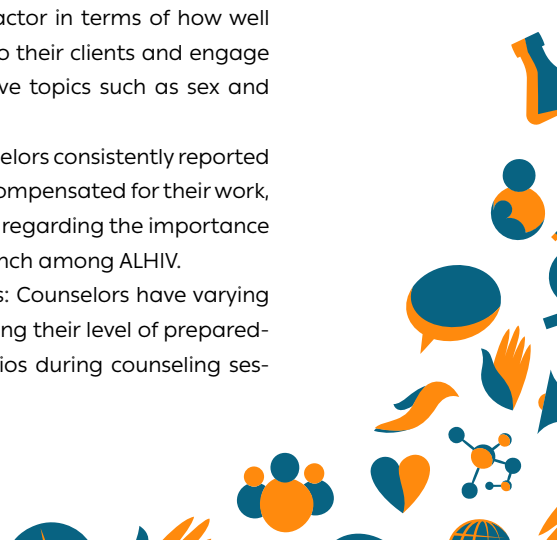 actor in terms of how well
o their clients and engage
ve topics such as sex and
elors consistently reported
ompensated for their work,
regarding the importance
nch among ALHIV.
s: Counselors have varying
ng their level of prepared-
ios during counseling ses-